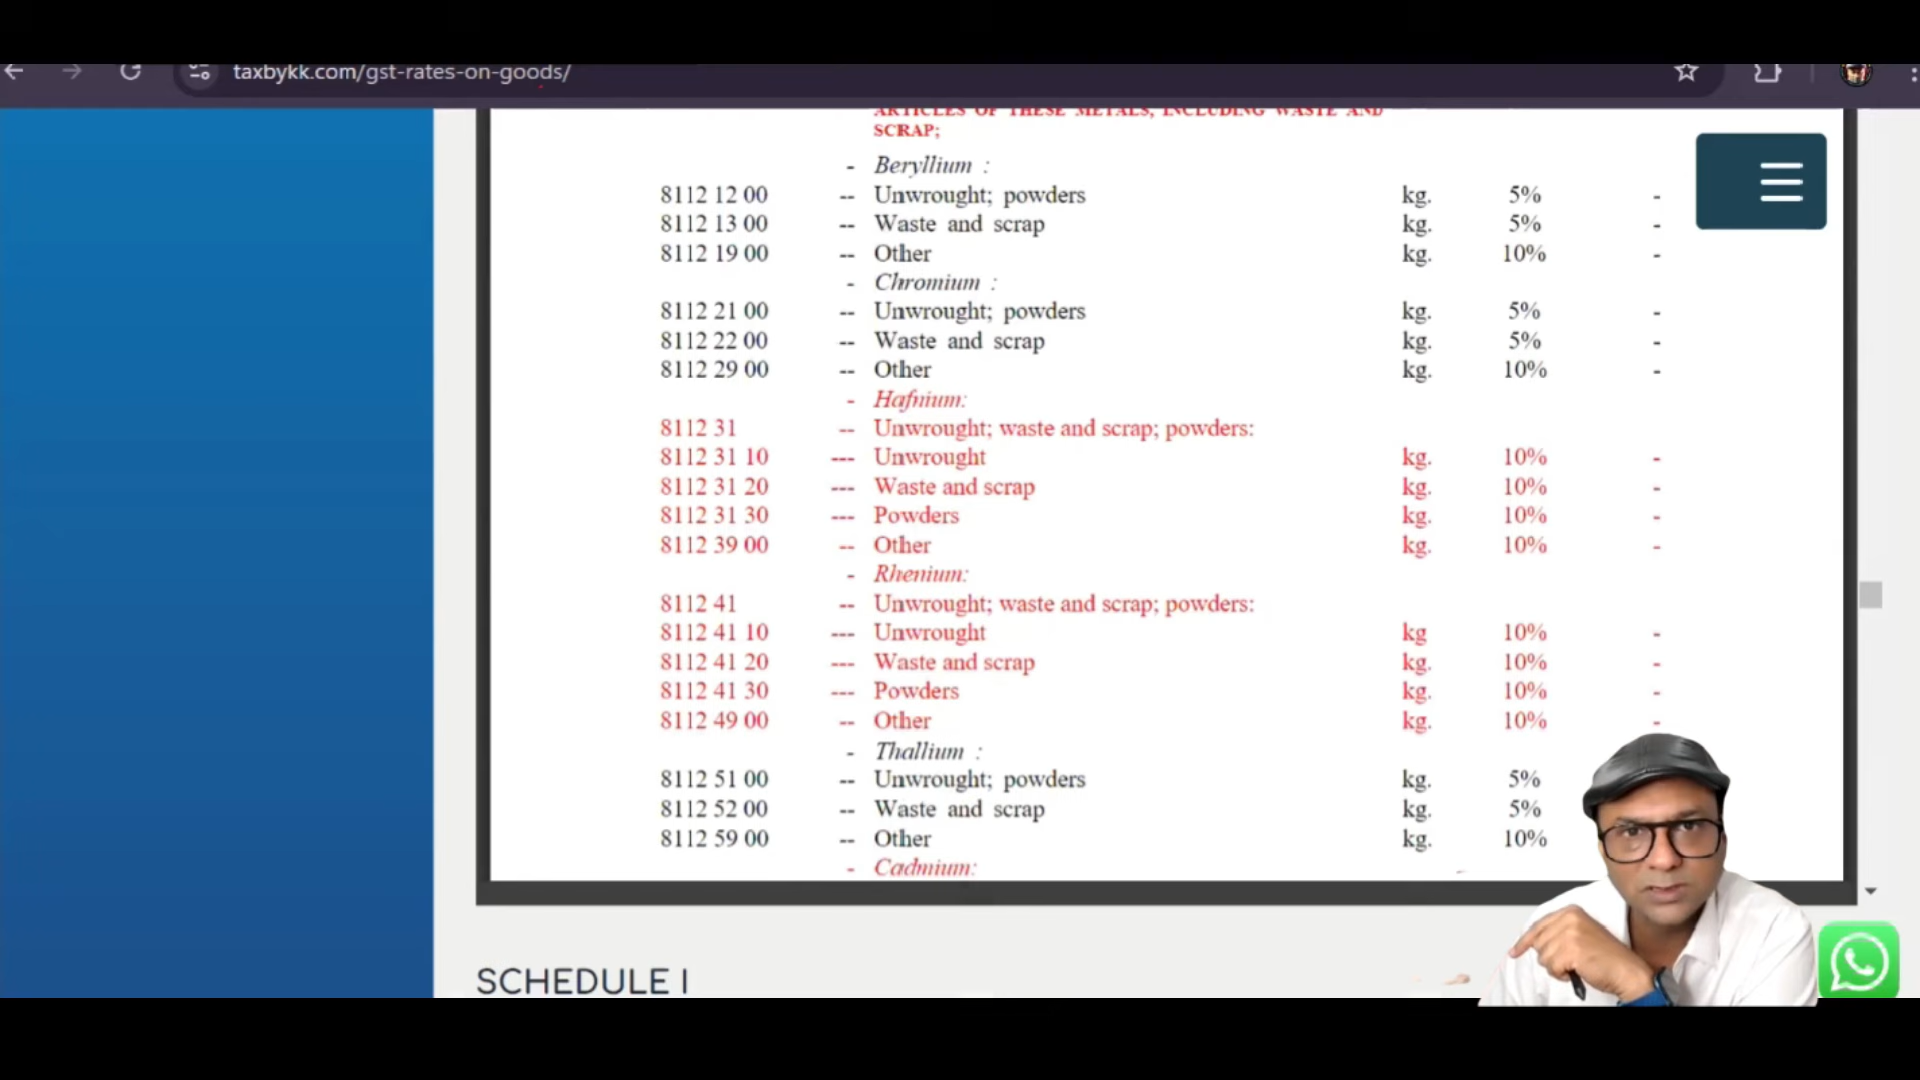 taxbykk.com/gst-rates-on-goods/
ARTICLES OF THESE METALS, INCLUDING WASTE AND
SCRAP;
- Beryllium :
8112 12 00 -- Unwrought; powders kg. 5% -
8112 13 00 -- Waste and scrap kg. 5% -
8112 19 00 -- Other kg. 10% -
- Chromium :
8112 21 00 -- Unwrought; powders kg. 5% -
8112 22 00 -- Waste and scrap kg. 5% -
8112 29 00 -- Other kg. 10% -
- Hafnium:
8112 31 -- Unwrought; waste and scrap; powders:
8112 31 10 --- Unwrought kg. 10% -
8112 31 20 --- Waste and scrap kg. 10% -
8112 31 30 --- Powders kg. 10% -
8112 39 00 -- Other kg. 10% -
- Rhenium:
8112 41 -- Unwrought; waste and scrap; powders:
8112 41 10 --- Unwrought kg 10% -
8112 41 20 --- Waste and scrap kg. 10% -
8112 41 30 --- Powders kg. 10% -
8112 49 00 -- Other kg. 10% -
- Thallium :
8112 51 00 -- Unwrought; powders kg. 5%
8112 52 00 -- Waste and scrap kg. 5%
8112 59 00 -- Other kg. 10%
- Cadmium:
SCHEDULE I